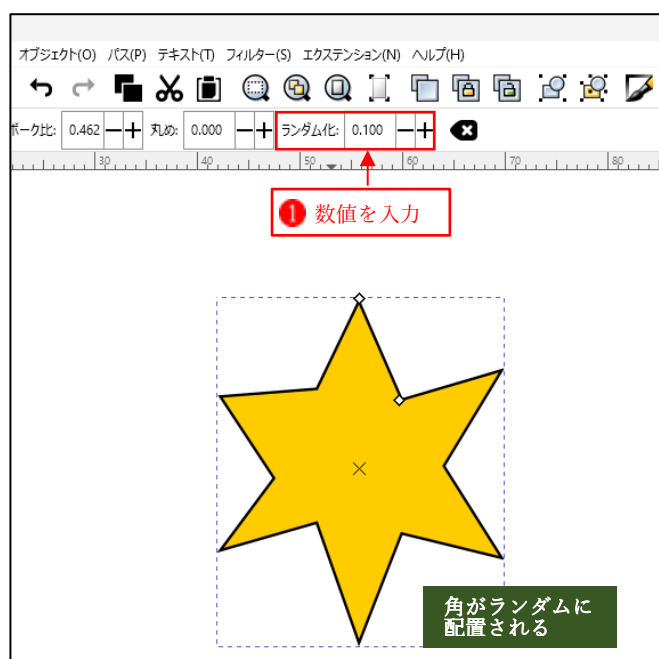 オブジェクト(O) パス(P) テキスト(T) フィルター(S) エクステンション(N) ヘルプ(H)
ポーク比: 0.462 丸め: 0.000 ランダム化: 0.100
30 40 50 60 70 80
1 数値を入力
角がランダムに
配置される